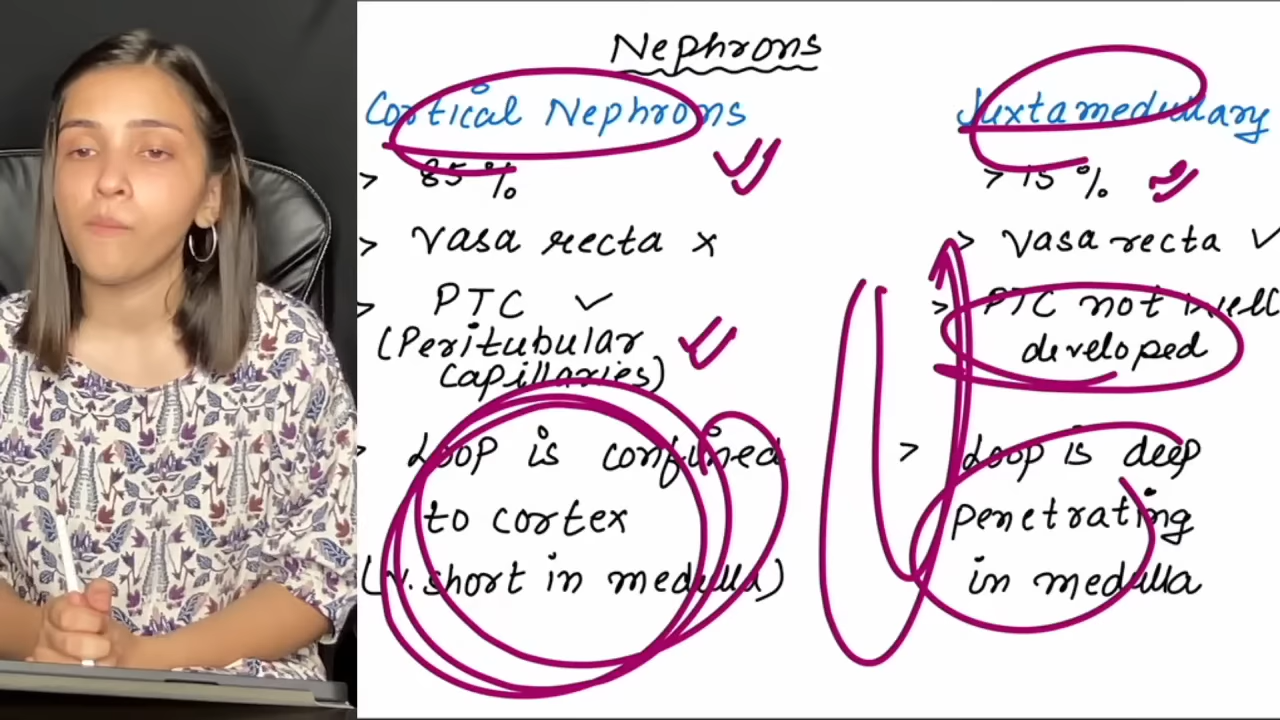 Nephrons
Cortical Nephrons
> 85%
> Vasa recta x
> PTC ✓
(Peritubular
Capillaries)
> Loop is confined
to cortex
(v. short in medulla)
Juxtamedullary
> 15%
> Vasa recta ✓
> PTC not well
developed
> Loop is deep
penetrating
in medulla